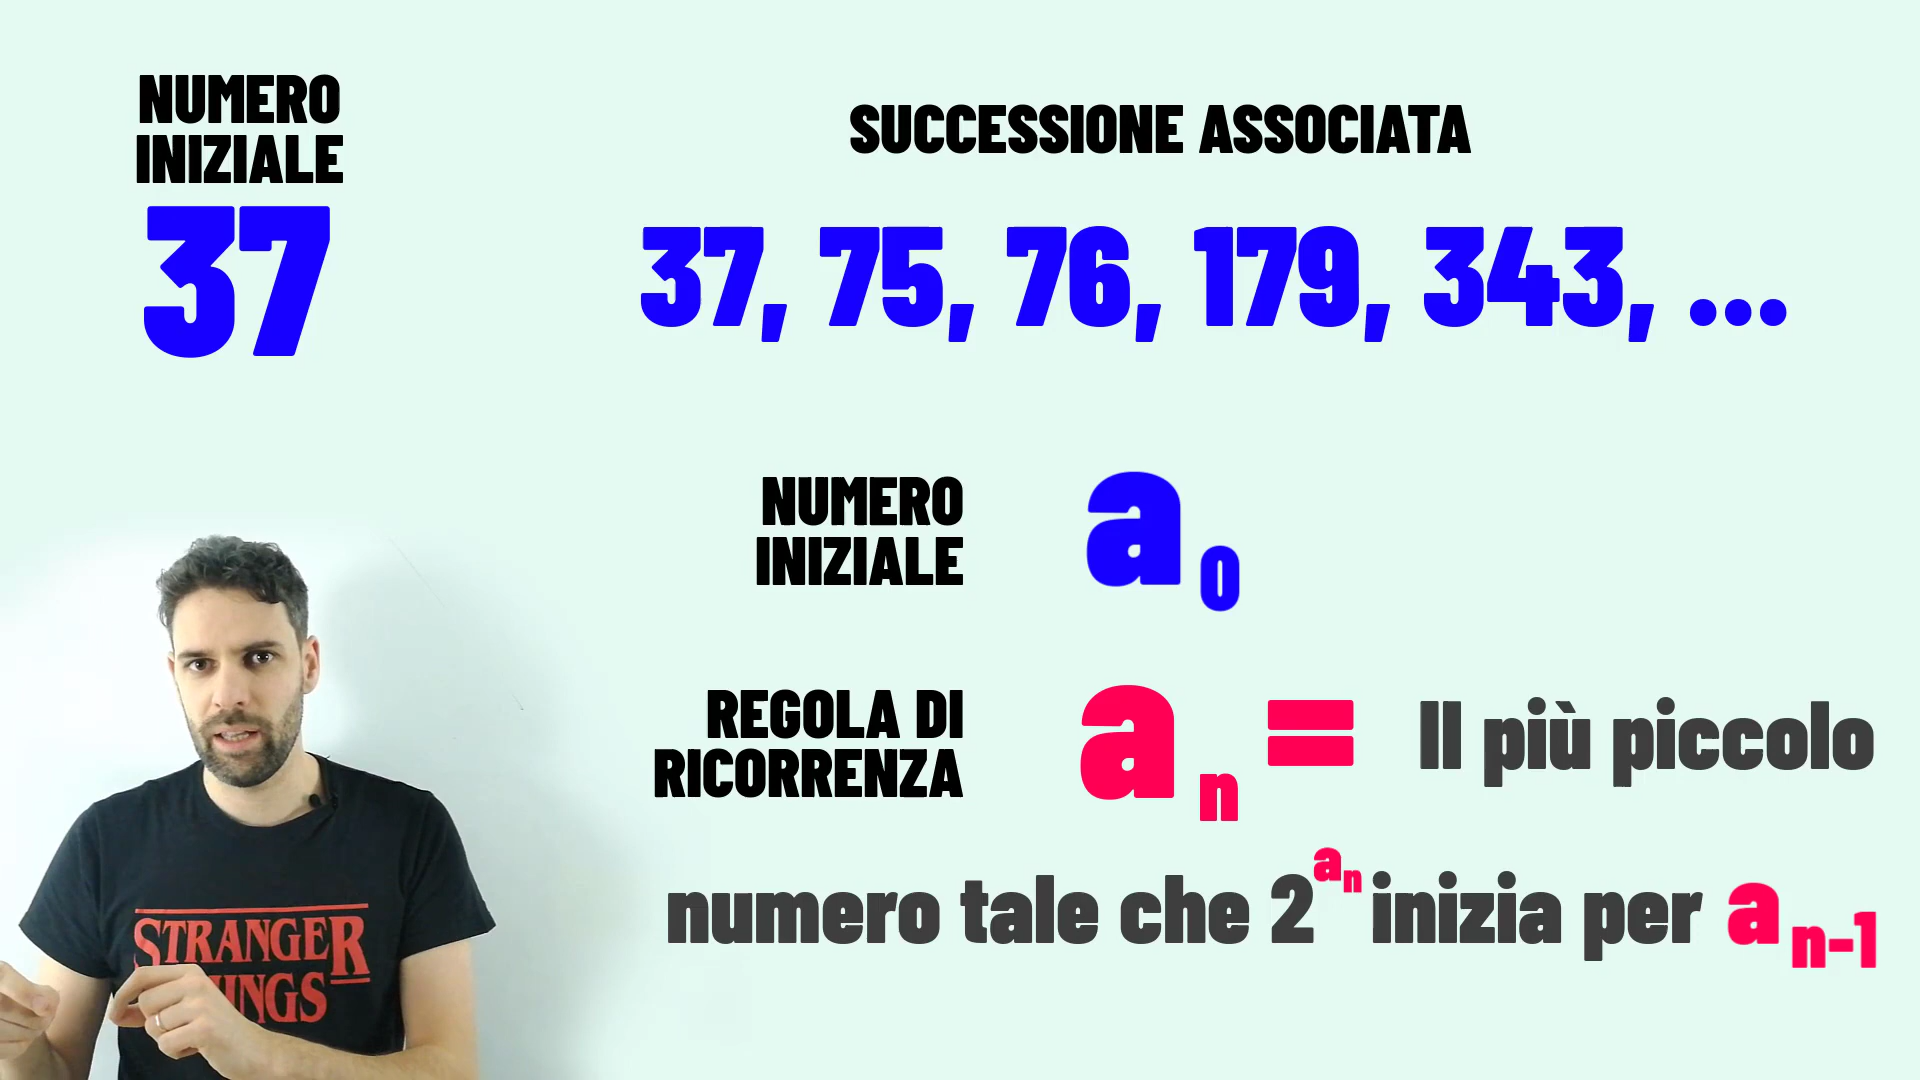 NUMERO
INIZIALE
37
SUCCESSIONE ASSOCIATA
37, 75, 76, 179, 343, ...
NUMERO
INIZIALE
a0
REGOLA DI
RICORRENZA
an = Il più piccolo
numero tale che 2^an inizia per an-1
STRANGER
INGS